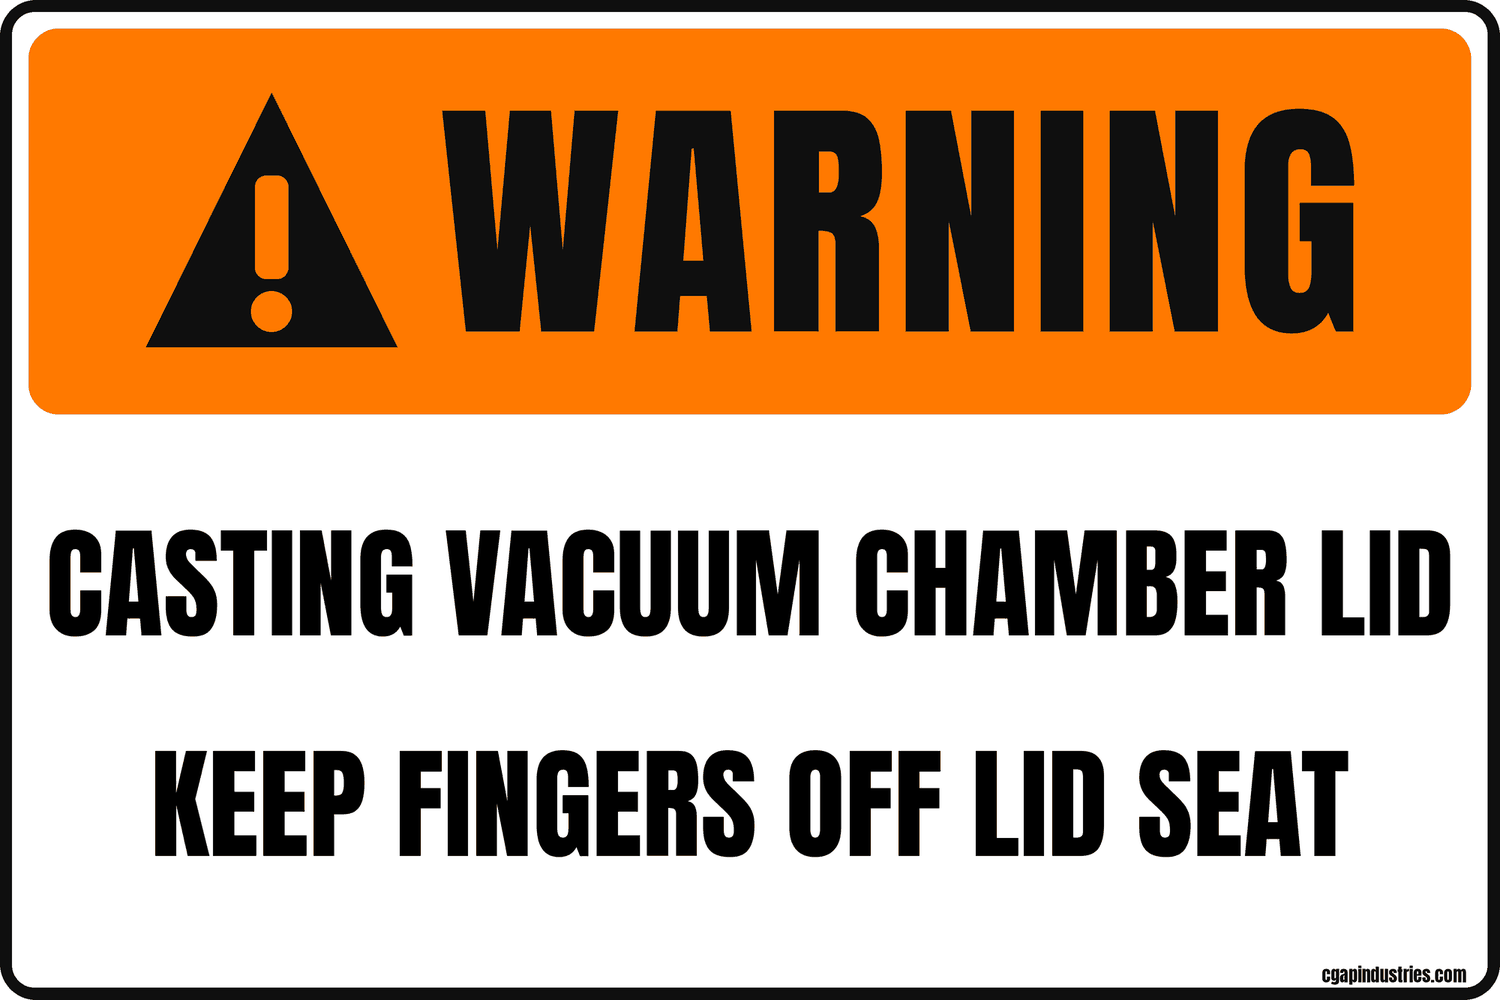 WARNING
CASTING VACUUM CHAMBER LID
KEEP FINGERS OFF LID SEAT
cgapindustries.com